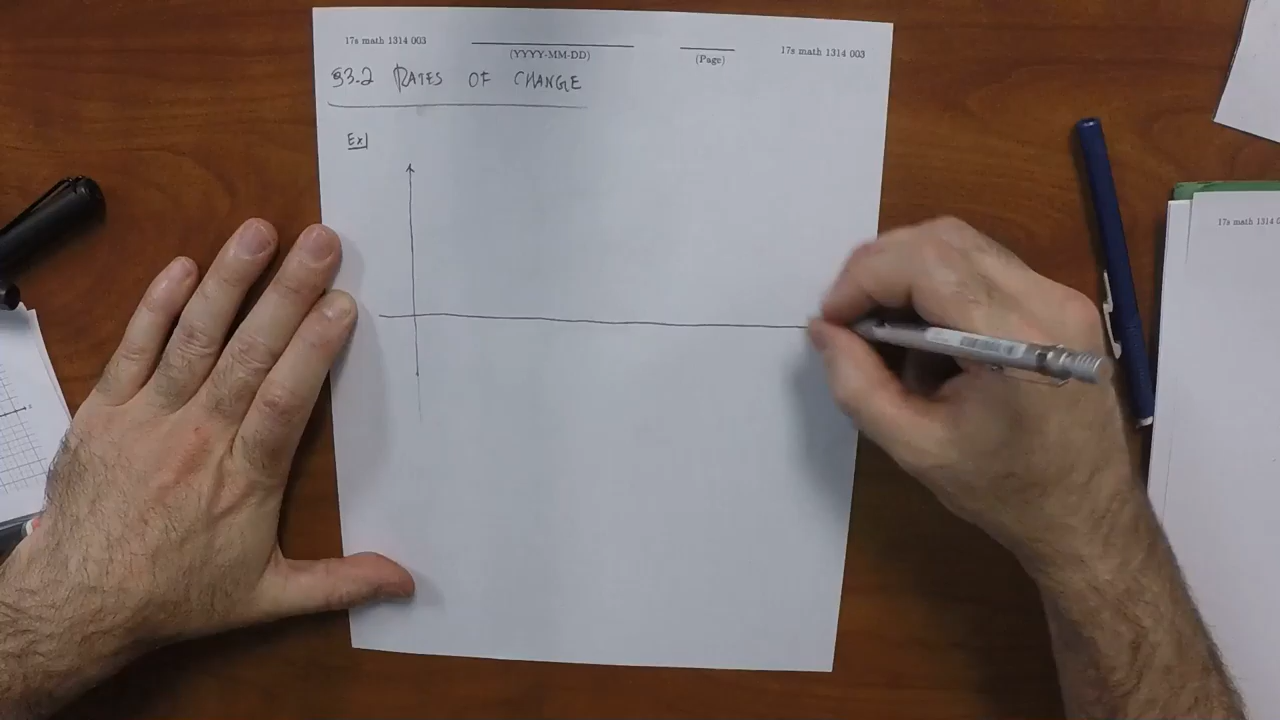 17s math 1314 003
(YYYY-MM-DD)
(Page)
17s math 1314 003
§3.2 RATES OF CHANGE
Ex
17s math 1314